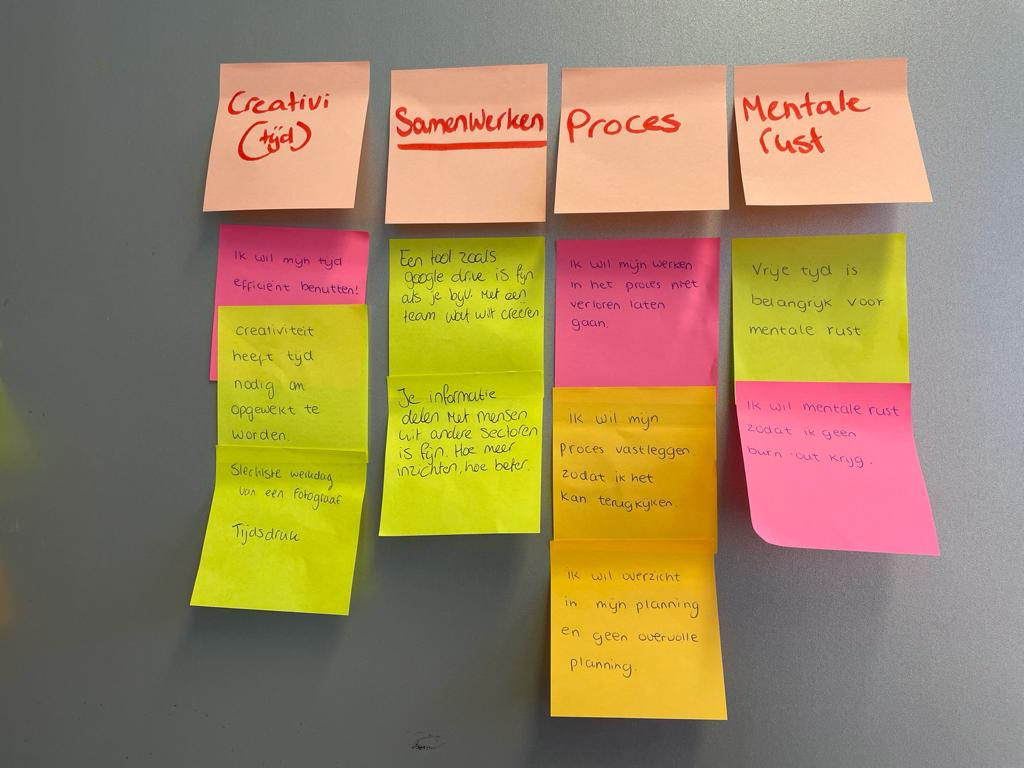 Creativi
(tijd)
Ik wil mijn tijd
efficiënt benutten!
Creativiteit
heeft tijd
nodig om
opgewekt te
worden.
Slechtste werkdag
van een fotograaf
Tijdsdruk
Samenwerken
Een tool zoals
google drive is fijn
als je bijv. met een
team wat wilt creëren.
Je informatie
delen met mensen
uit andere sectoren
is fijn. Hoe meer
inzichten, hoe beter.
Proces
Ik wil mijn werken
in het proces niet
verloren laten
gaan.
Ik wil mijn
proces vastleggen.
zodat ik het
kan terugkijken.
Ik wil overzicht
in mijn planning
en geen overvolle
planning.
Mentale
rust
Vrije tijd is
belangrijk voor
mentale rust
Ik wil mentale rust
zodat ik geen
burn-out krijg.